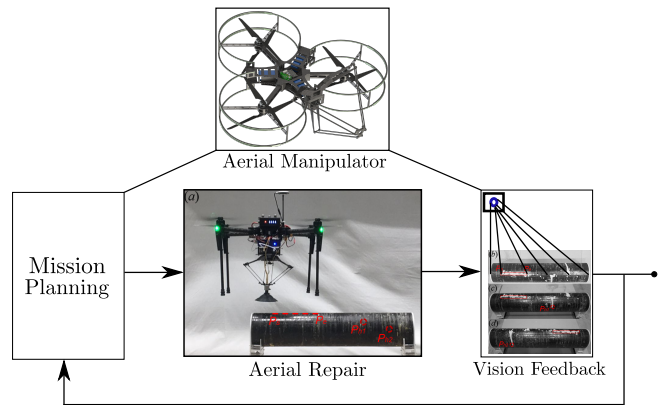 Aerial Manipulator
(a)
Mission
Planning
(b)
(c)
(d)
Aerial Repair
Vision Feedback